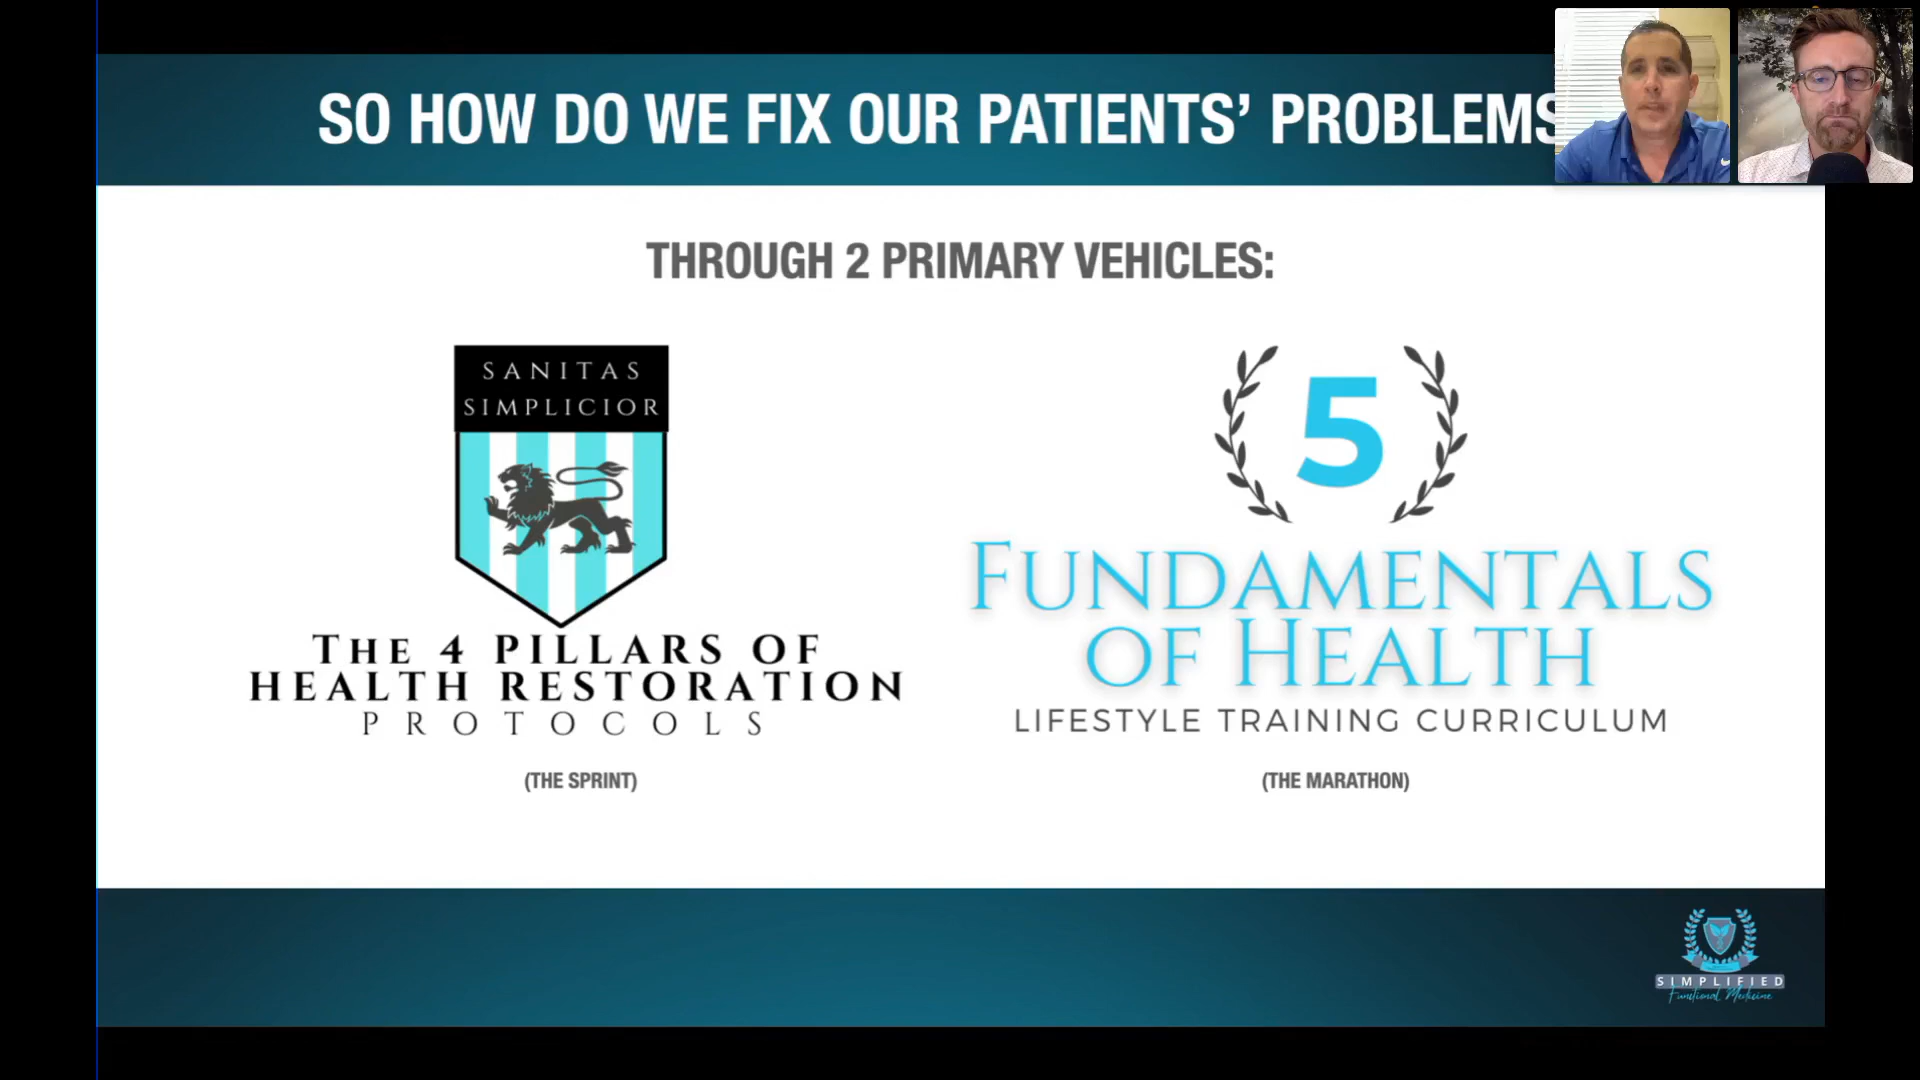 SO HOW DO WE FIX OUR PATIENTS’ PROBLEMS
THROUGH 2 PRIMARY VEHICLES:
SANITAS
SIMPLICIOR
THE 4 PILLARS OF
HEALTH RESTORATION
PROTOCOLS
(THE SPRINT)
5
FUNDAMENTALS
OF HEALTH
LIFESTYLE TRAINING CURRICULUM
(THE MARATHON)
SIMPLIFIED
Functional Medicine